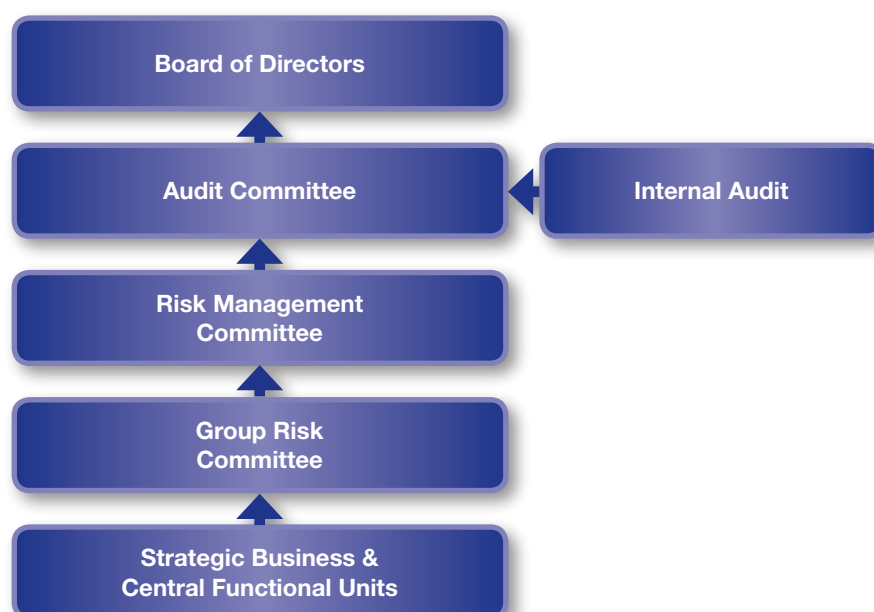 Board of Directors
Audit Committee
Internal Audit
Risk Management
Committee
Group Risk
Committee
Strategic Business &
Central Functional Units